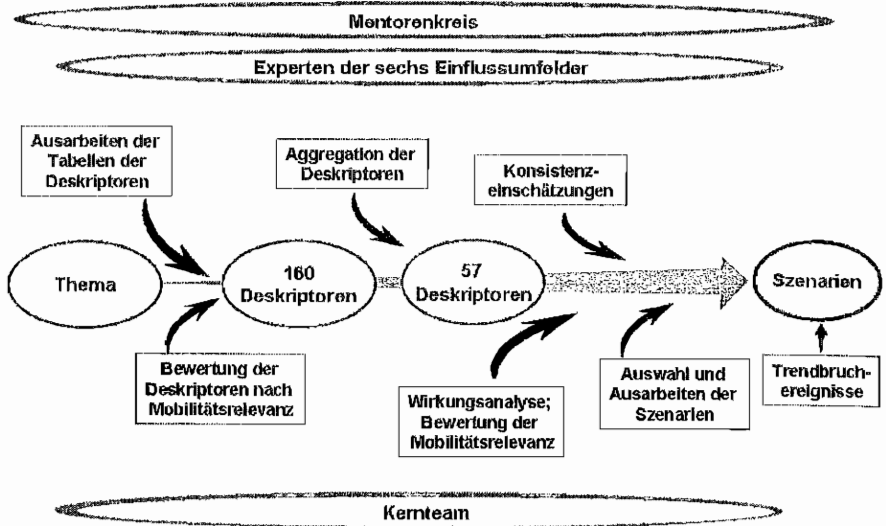 Mentorenkreis
Experten der sechs Einflussumfelder
Ausarbeiten der
Tabellen der
Deskriptoren
Aggregation der
Deskriptoren
Konsistenz-
einschätzungen
Thema
160
Deskriptoren
57
Deskriptoren
Szenarien
Bewertung der
Deskriptoren nach
Mobilitätsrelevanz
Wirkungsanalyse;
Bewertung der
Mobilitätsrelevanz
Auswahl und
Ausarbeiten der
Szenarien
Trendbruch-
ereignisse
Kernteam